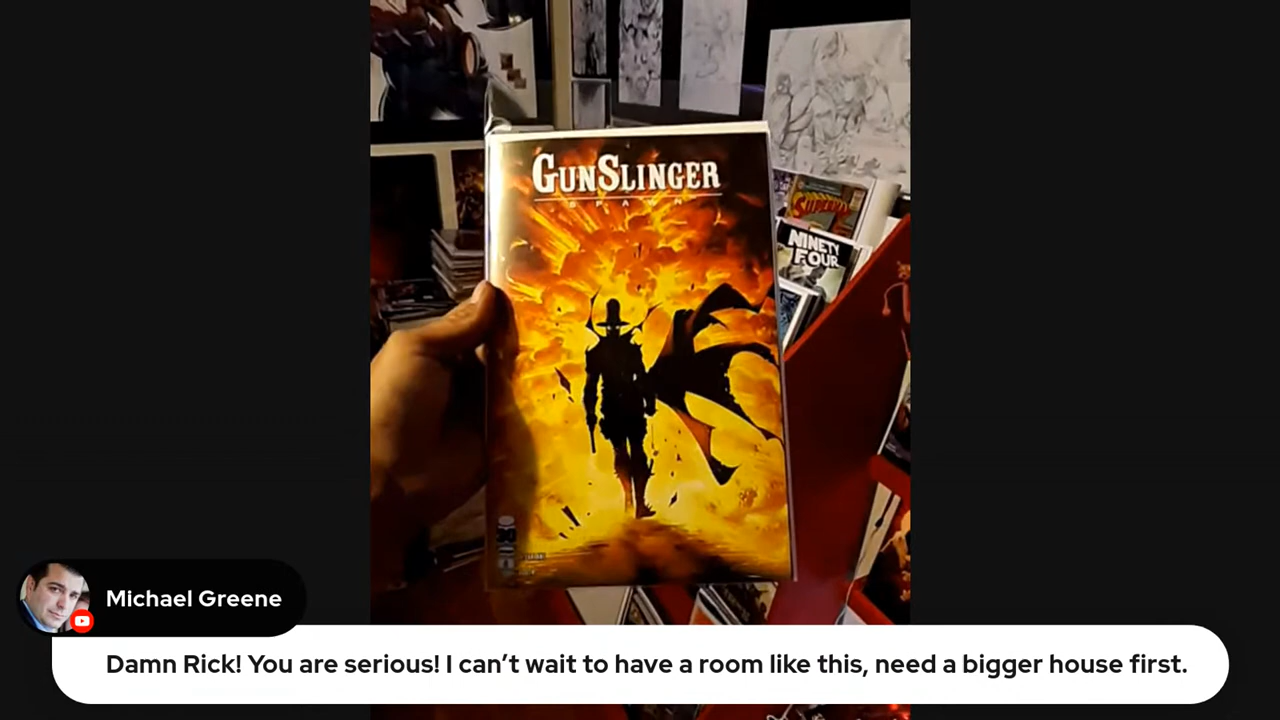 GUNSLINGER
SPAWN
SUPERMAN
NINETY
FOUR
Michael Greene
Damn Rick! You are serious! I can't wait to have a room like this, need a bigger house first.